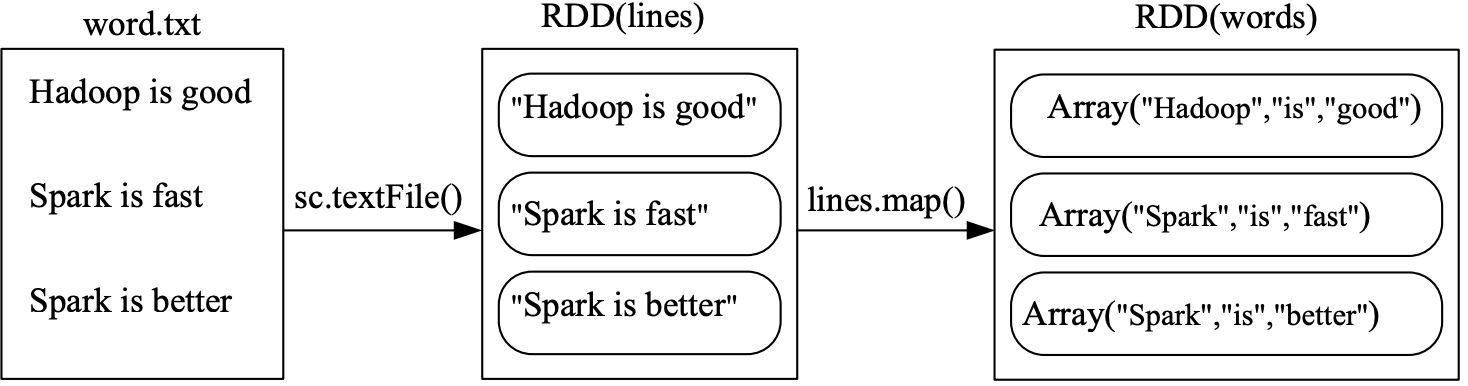 word.txt
Hadoop is good
Spark is fast
Spark is better
sc.textFile()
RDD(lines)
"Hadoop is good"
"Spark is fast"
"Spark is better"
lines.map()
RDD(words)
Array("Hadoop","is","good")
Array("Spark","is","fast")
Array("Spark","is","better")